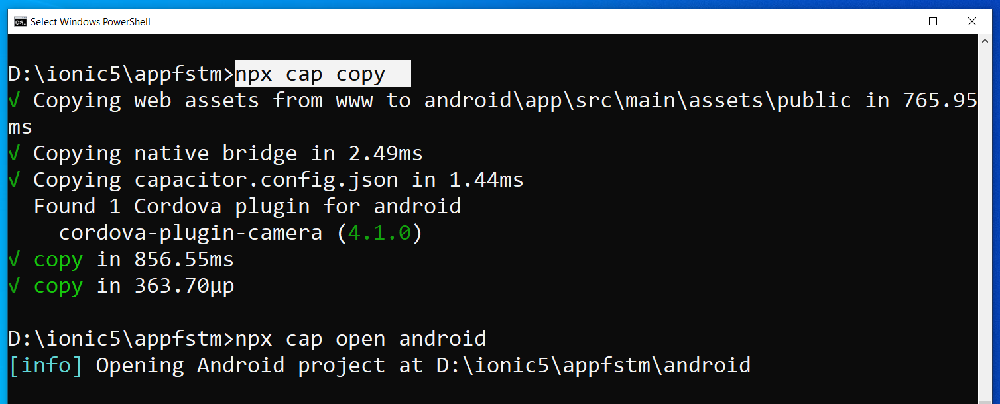 Select Windows PowerShell
D:\ionic5\appfstm>npx cap copy
√ Copying web assets from www to android\app\src\main\assets\public in 765.95
ms
√ Copying native bridge in 2.49ms
√ Copying capacitor.config.json in 1.44ms
Found 1 Cordova plugin for android
cordova-plugin-camera (4.1.0)
√ copy in 856.55ms
√ copy in 363.70μp
D:\ionic5\appfstm>npx cap open android
[info] Opening Android project at D:\ionic5\appfstm\android